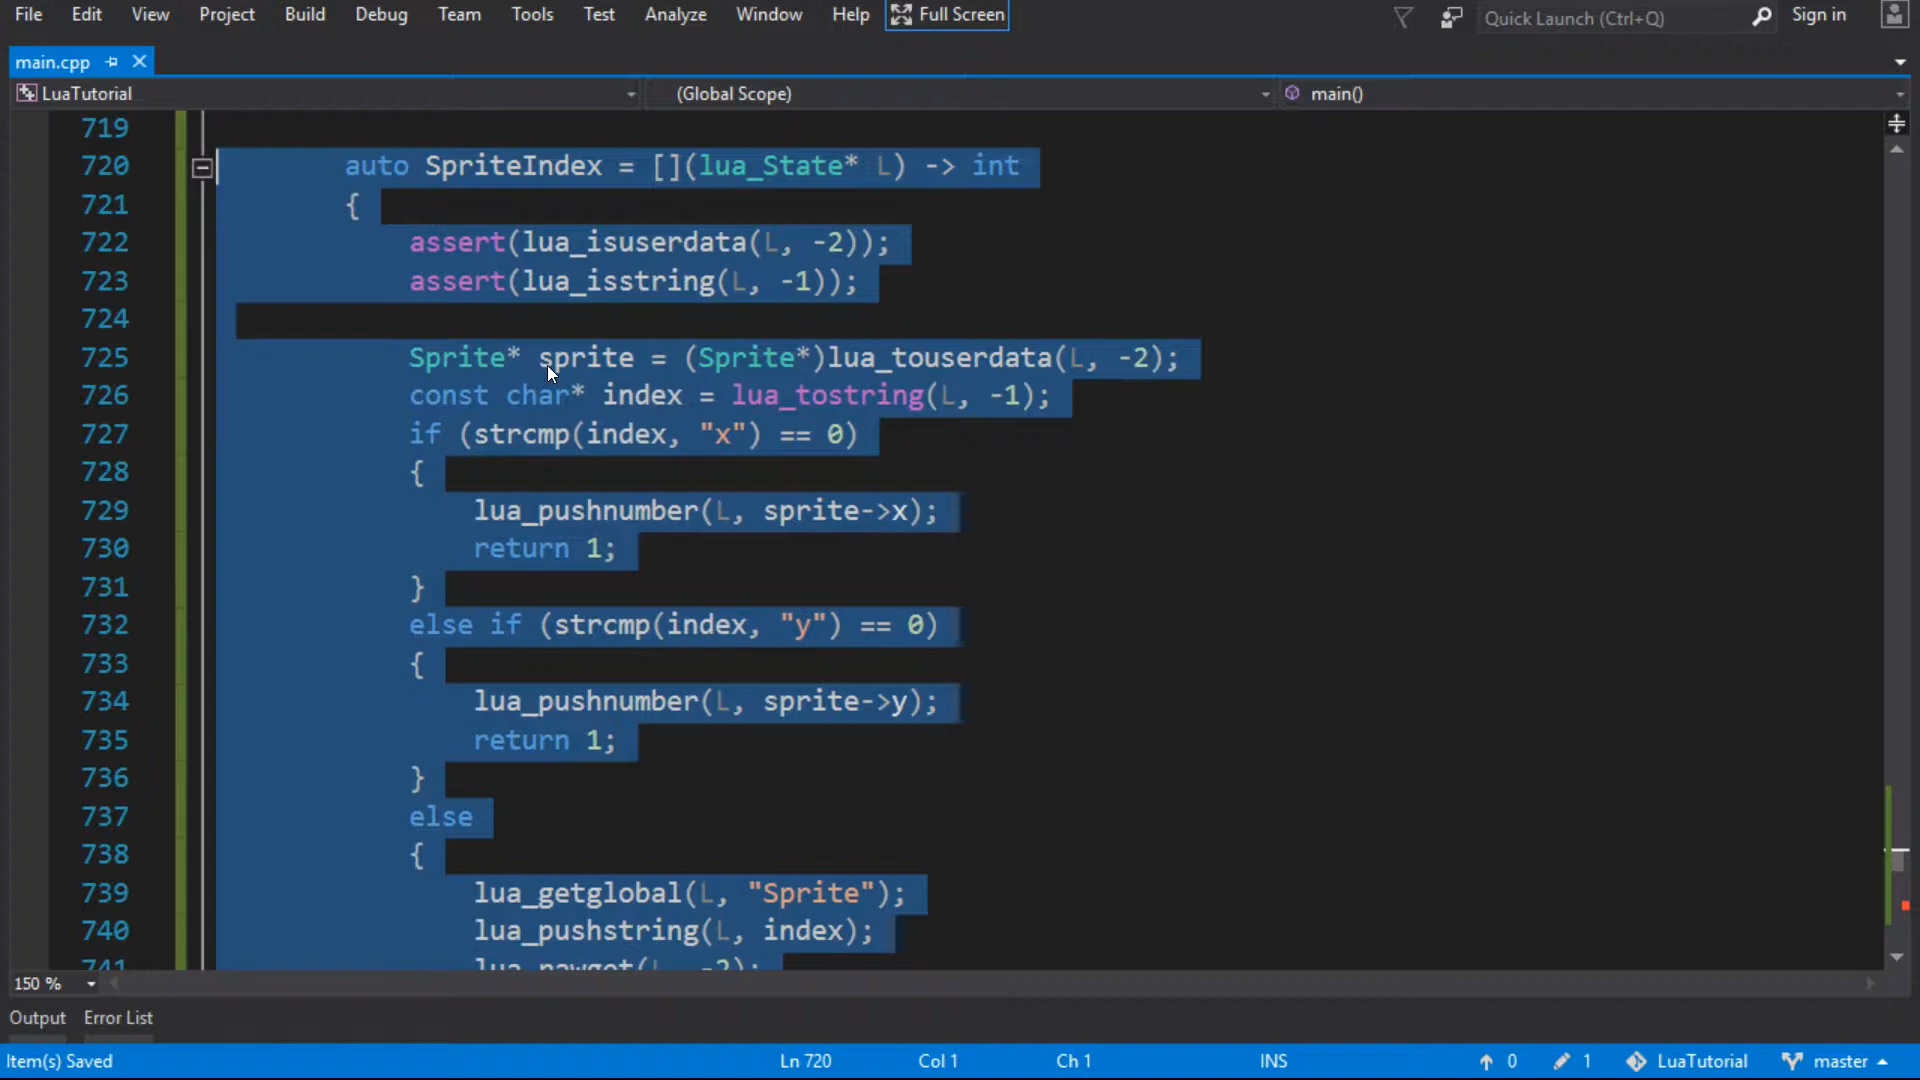 File Edit View Project Build Debug Team Tools Test Analyze Window Help Full Screen Quick Launch (Ctrl+Q) Sign in
main.cpp
LuaTutorial (Global Scope) main()
719
720 auto SpriteIndex = [](lua_State* L) -> int
721 {
722 assert(lua_isuserdata(L, -2));
723 assert(lua_isstring(L, -1));
724
725 Sprite* sprite = (Sprite*)lua_touserdata(L, -2);
726 const char* index = lua_tostring(L, -1);
727 if (strcmp(index, "x") == 0)
728 {
729 lua_pushnumber(L, sprite->x);
730 return 1;
731 }
732 else if (strcmp(index, "y") == 0)
733 {
734 lua_pushnumber(L, sprite->y);
735 return 1;
736 }
737 else
738 {
739 lua_getglobal(L, "Sprite");
740 lua_pushstring(L, index);
741 lua_rawget(L, -2);
150 %
Output Error List
Item(s) Saved Ln 720 Col 1 Ch 1 INS 0 1 LuaTutorial master